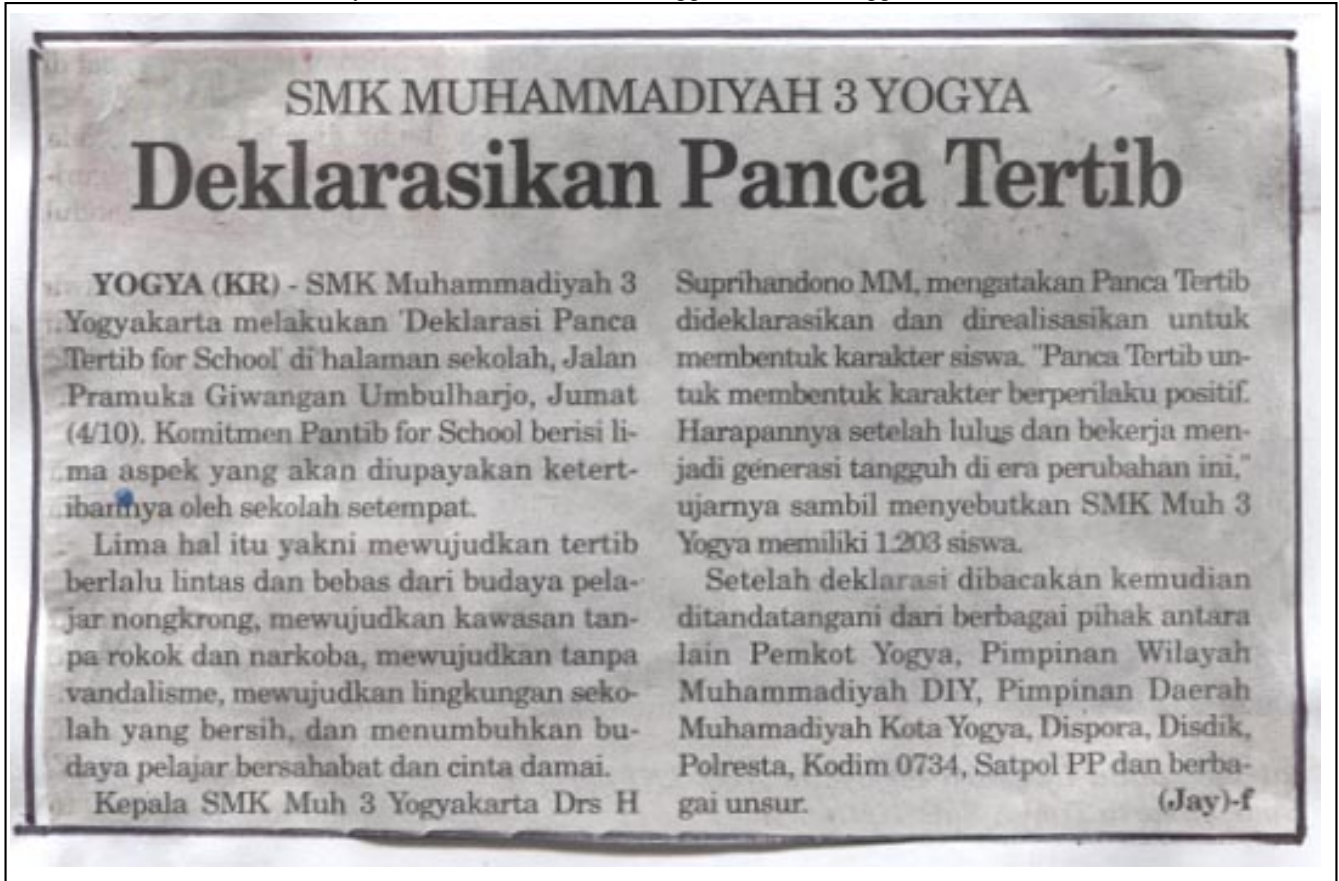 SMK MUHAMMADIYAH 3 YOGYA
Deklarasikan Panca Tertib
YOGYA (KR) - SMK Muhammadiyah 3
Yogyakarta melakukan 'Deklarasi Panca
Tertib for School' di halaman sekolah, Jalan
Pramuka Giwangan Umbulharjo, Jumat
(4/10). Komitmen Pantib for School berisi li-
ma aspek yang akan diupayakan ketert-
ibannya oleh sekolah setempat.
Lima hal itu yakni mewujudkan tertib
berlalu lintas dan bebas dari budaya pela-
jar nongkrong, mewujudkan kawasan tan-
pa rokok dan narkoba, mewujudkan tanpa
vandalisme, mewujudkan lingkungan seko-
lah yang bersih, dan menumbuhkan bu-
daya pelajar bersahabat dan cinta damai.
Kepala SMK Muh 3 Yogyakarta Drs H
Suprihandono MM, mengatakan Panca Tertib
dideklarasikan dan direalisasikan untuk
membentuk karakter siswa. "Panca Tertib un-
tuk membentuk karakter berperilaku positif.
Harapannya setelah lulus dan bekerja men-
jadi generasi tangguh di era perubahan ini,"
ujarnya sambil menyebutkan SMK Muh 3
Yogya memiliki 1.203 siswa.
Setelah deklarasi dibacakan kemudian
ditandatangani dari berbagai pihak antara
lain Pemkot Yogya, Pimpinan Wilayah
Muhammadiyah DIY, Pimpinan Daerah
Muhamadiyah Kota Yogya, Dispora, Disdik,
Polresta, Kodim 0734, Satpol PP dan berba-
gai unsur. (Jay)-f